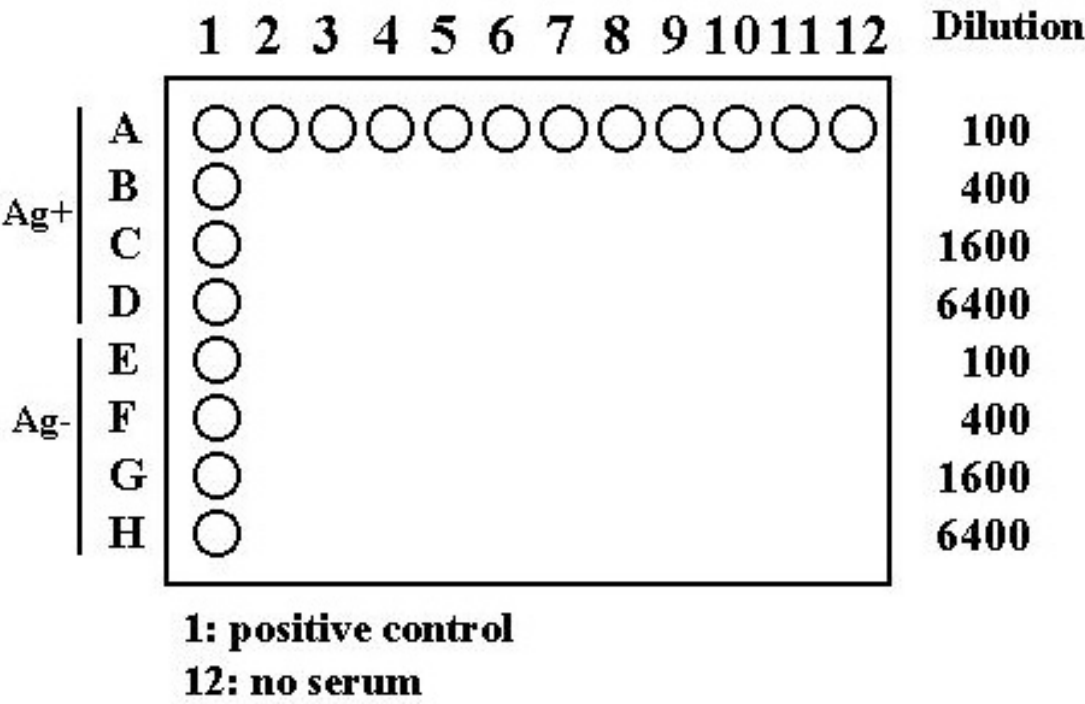 1 2 3 4 5 6 7 8 9 10 11 12 Dilution
A 100
B 400
Ag+
C 1600
D 6400
E 100
Ag- F 400
G 1600
H 6400
1: positive control
12: no serum